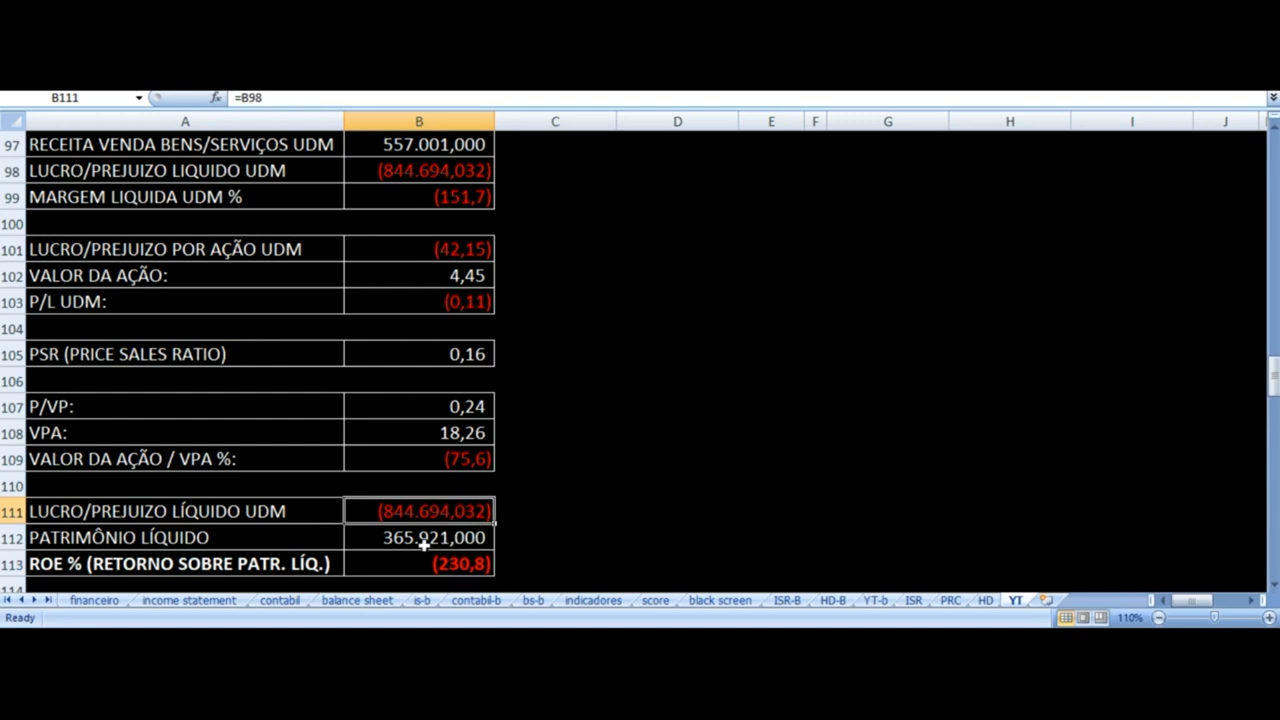 B111 =B98
A B C D E F G H I J
97 RECEITA VENDA BENS/SERVIÇOS UDM 557.001,000
98 LUCRO/PREJUIZO LIQUIDO UDM (844.694,032)
99 MARGEM LIQUIDA UDM % (151,7)
100
101 LUCRO/PREJUIZO POR AÇÃO UDM (42,15)
102 VALOR DA AÇÃO: 4,45
103 P/L UDM: (0,11)
104
105 PSR (PRICE SALES RATIO) 0,16
106
107 P/VP: 0,24
108 VPA: 18,26
109 VALOR DA AÇÃO / VPA %: (75,6)
110
111 LUCRO/PREJUIZO LÍQUIDO UDM (844.694,032)
112 PATRIMÔNIO LÍQUIDO 365.921,000
113 ROE % (RETORNO SOBRE PATR. LÍQ.) (230,8)
114
financeiro income statement contabil balance sheet is-b contabil-b bs-b indicadores score black screen ISR-B HD-B YT-b ISR PRC HD YT
Ready 110%